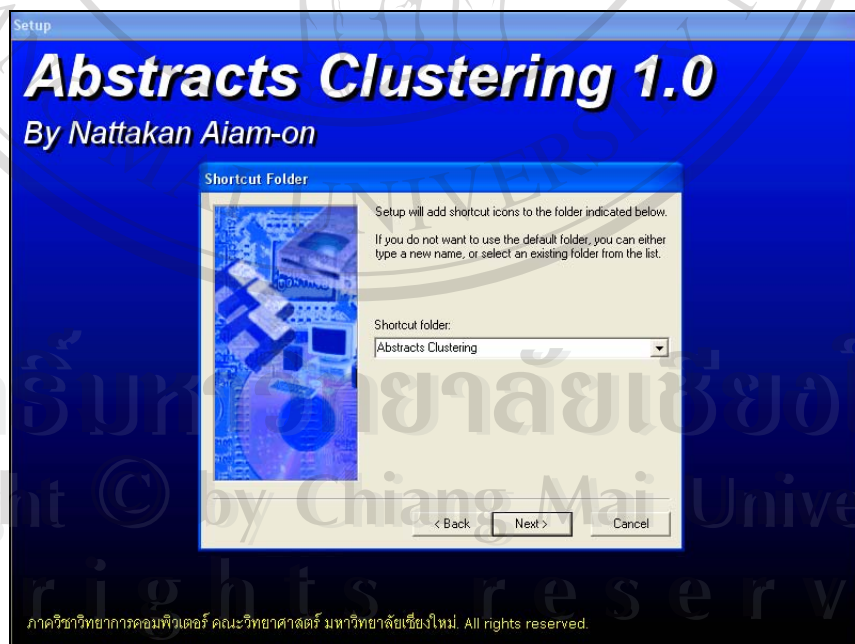 Setup
Abstracts Clustering 1.0
By Nattakan Aiam-on
Shortcut Folder
Setup will add shortcut icons to the folder indicated below.
If you do not want to use the default folder, you can either
type a new name, or select an existing folder from the list.
Shortcut folder:
Abstracts Clustering
< Back
Next >
Cancel
ภาควิชาวิทยาการคอมพิวเตอร์ คณะวิทยาศาสตร์ มหาวิทยาลัยเชียงใหม่. All rights reserved.
by Chiang Mai
rights reserv